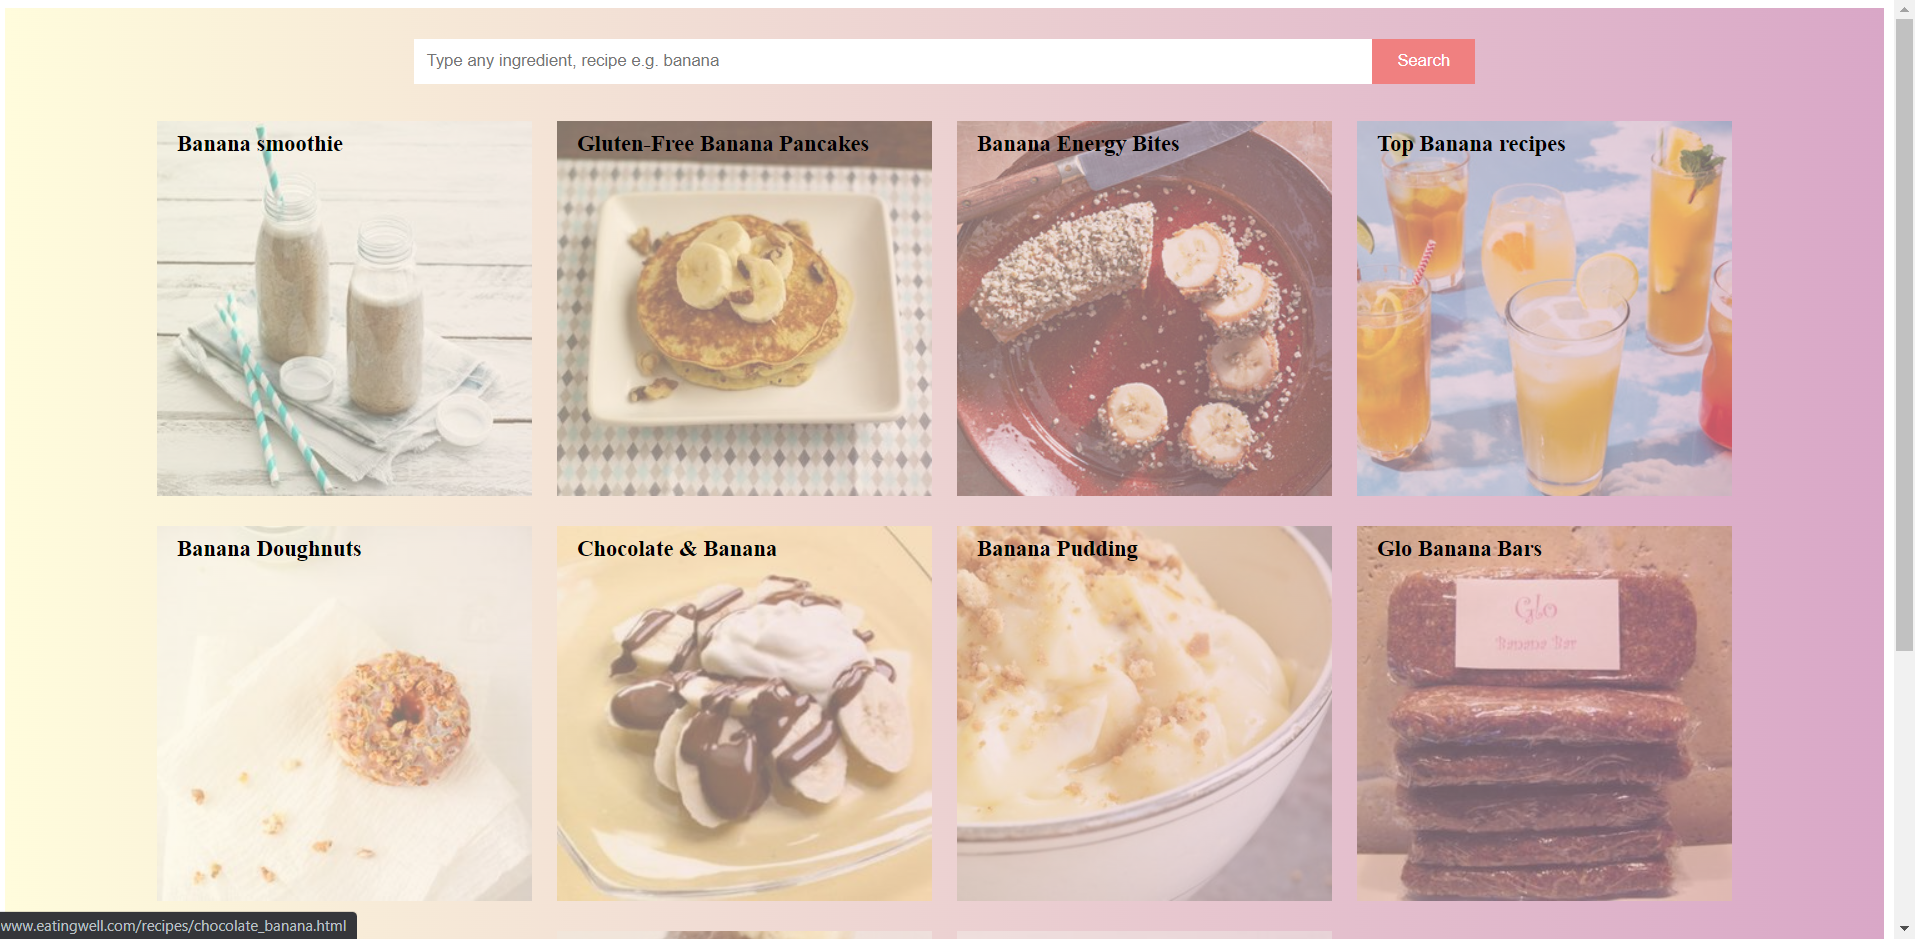 Type any ingredient, recipe e.g. banana
Search
Banana smoothie
Gluten-Free Banana Pancakes
Banana Energy Bites
Top Banana recipes
Banana Doughnuts
Chocolate & Banana
Banana Pudding
Glo Banana Bars
Glo
Banana Bar
www.eatingwell.com/recipes/chocolate_banana.html